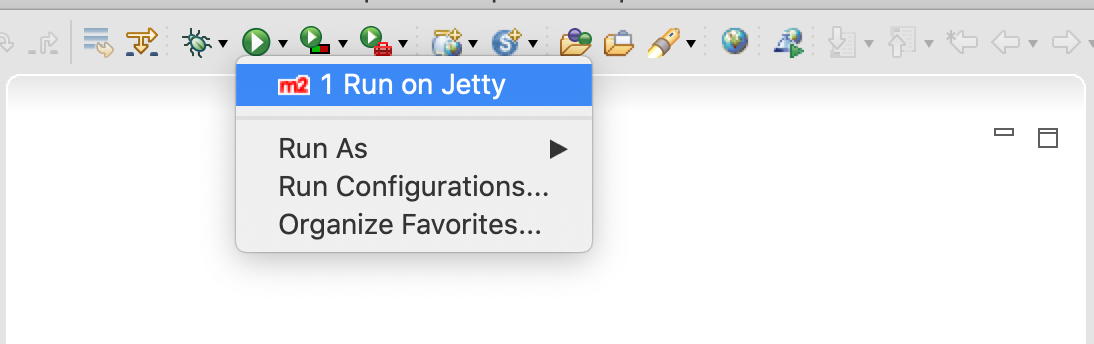 m2 1 Run on Jetty
Run As
Run Configurations...
Organize Favorites...